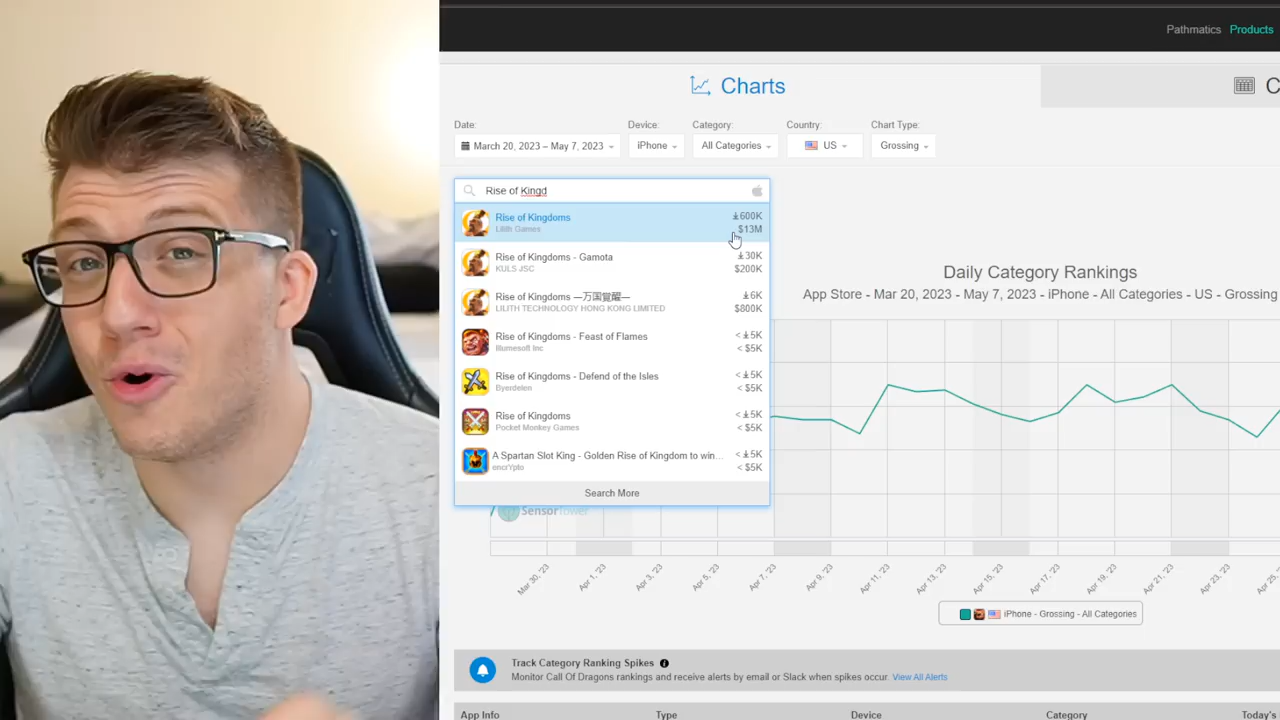 Pathmatics Products
Charts
C
Date: Device: Category: Country: Chart Type:
March 20, 2023 – May 7, 2023 iPhone All Categories US Grossing
Rise of Kingd
Rise of Kingdoms 600K
Lilith Games $13M
Rise of Kingdoms - Gamota 30K
KULS JSC $200K
Rise of Kingdoms —万国覚醒— 6K
LILITH TECHNOLOGY HONG KONG LIMITED $800K
Rise of Kingdoms - Feast of Flames < 5K
Illumesoft Inc < $5K
Rise of Kingdoms - Defend of the Isles < 5K
Byerdelen < $5K
Rise of Kingdoms < 5K
Pocket Monkey Games < $5K
A Spartan Slot King - Golden Rise of Kingdom to win... < 5K
encrYpto < $5K
Search More
Daily Category Rankings
App Store - Mar 20, 2023 - May 7, 2023 - iPhone - All Categories - US - Grossing
SensorTower
Mar 30, '23 Apr 1, '23 Apr 3, '23 Apr 5, '23 Apr 7, '23 Apr 9, '23 Apr 11, '23 Apr 13, '23 Apr 15, '23 Apr 17, '23 Apr 19, '23 Apr 21, '23 Apr 23, '23 Apr 25,
iPhone - Grossing - All Categories
Track Category Ranking Spikes
Monitor Call Of Dragons rankings and receive alerts by email or Slack when spikes occur. View All Alerts
App Info Type Device Category Today's